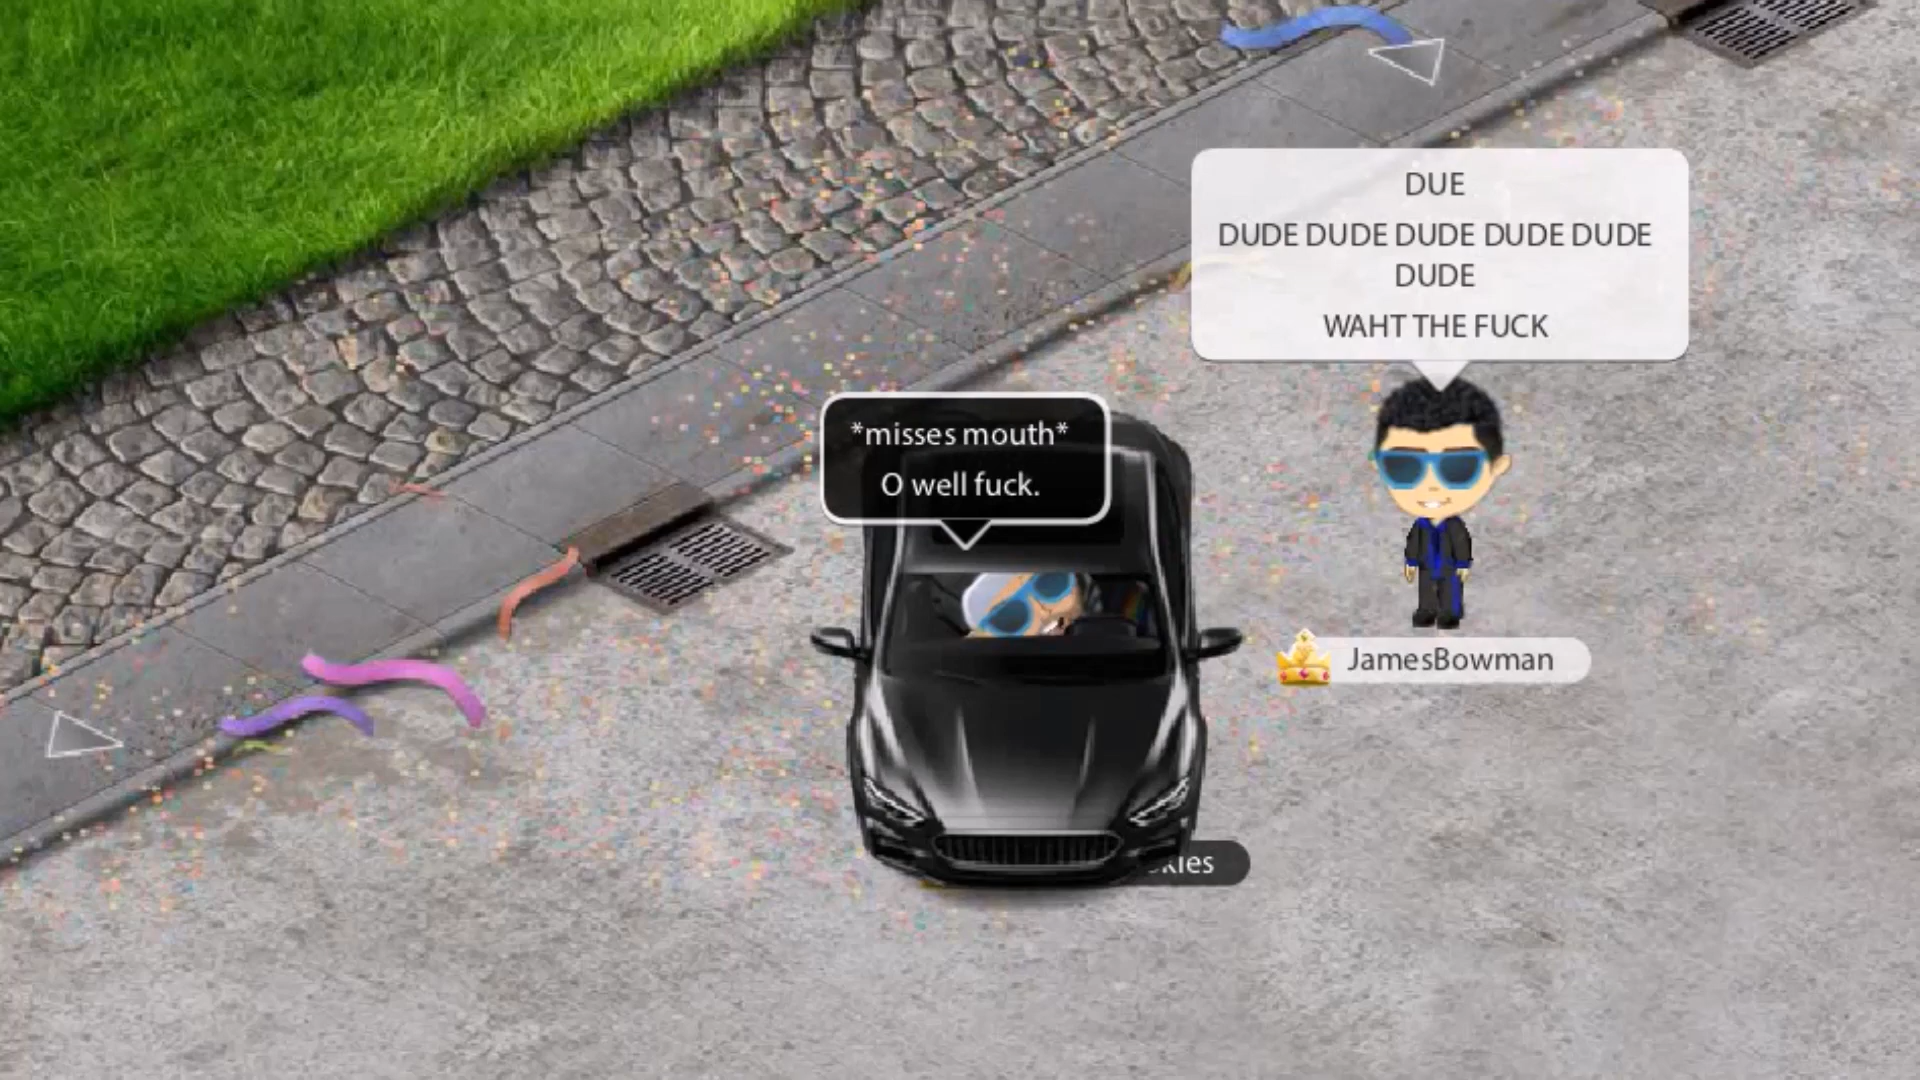 DUE
DUDE DUDE DUDE DUDE DUDE
DUDE
WAHT THE FUCK
*misses mouth*
O well fuck.
JamesBowman